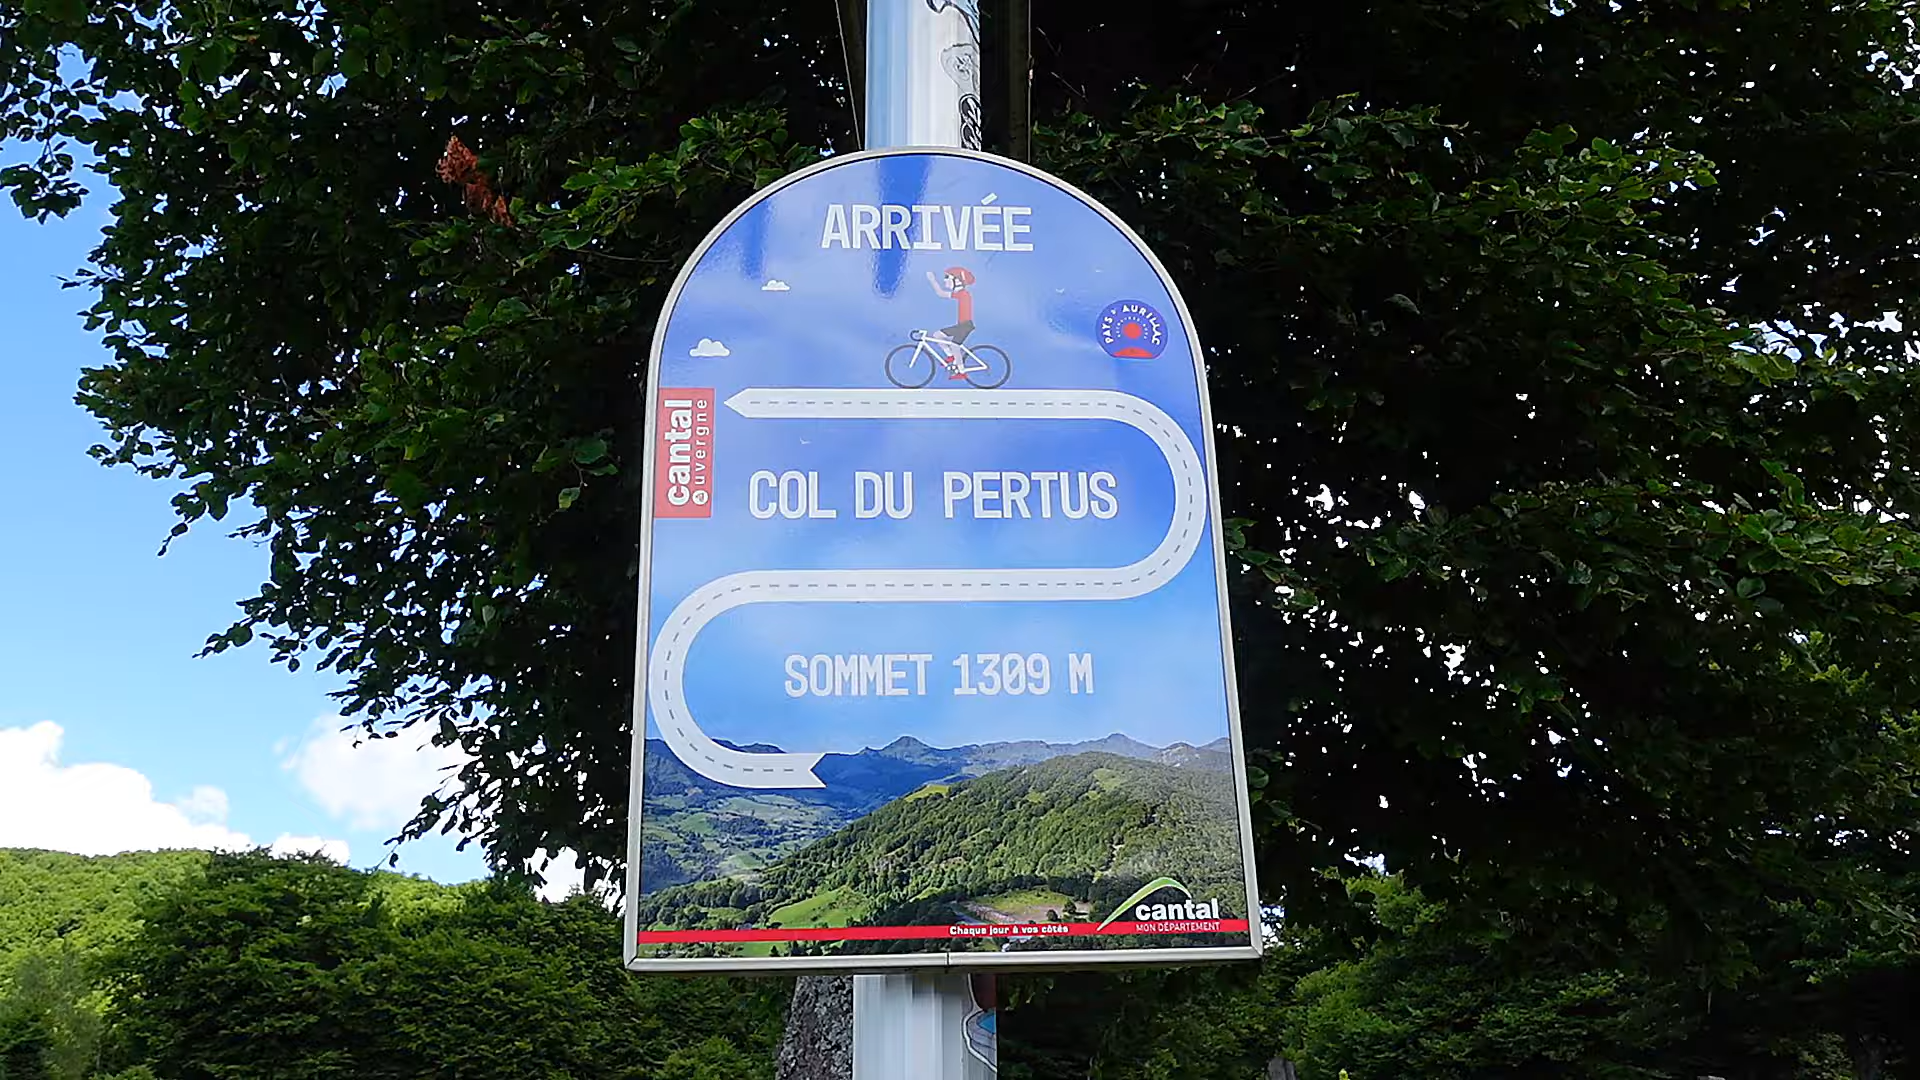 ARRIVÉE
PAYS D'AURILLAC
cantal
auvergne
COL DU PERTUS
SOMMET 1309 M
cantal
MON DÉPARTEMENT
Chaque jour à vos côtés